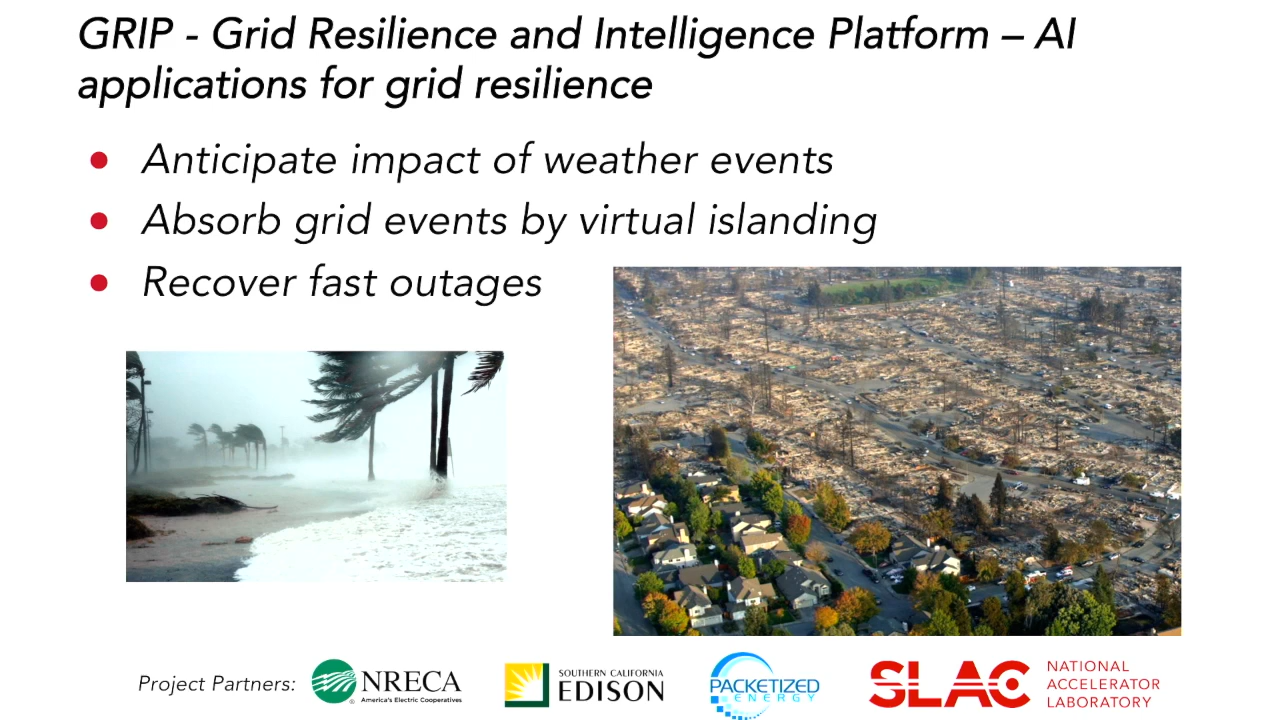 GRIP - Grid Resilience and Intelligence Platform – AI
applications for grid resilience
Anticipate impact of weather events
Absorb grid events by virtual islanding
Recover fast outages
Project Partners:
NRECA
America's Electric Cooperatives
SOUTHERN CALIFORNIA
EDISON
PACKETIZED
ENERGY
SLAC
NATIONAL
ACCELERATOR
LABORATORY